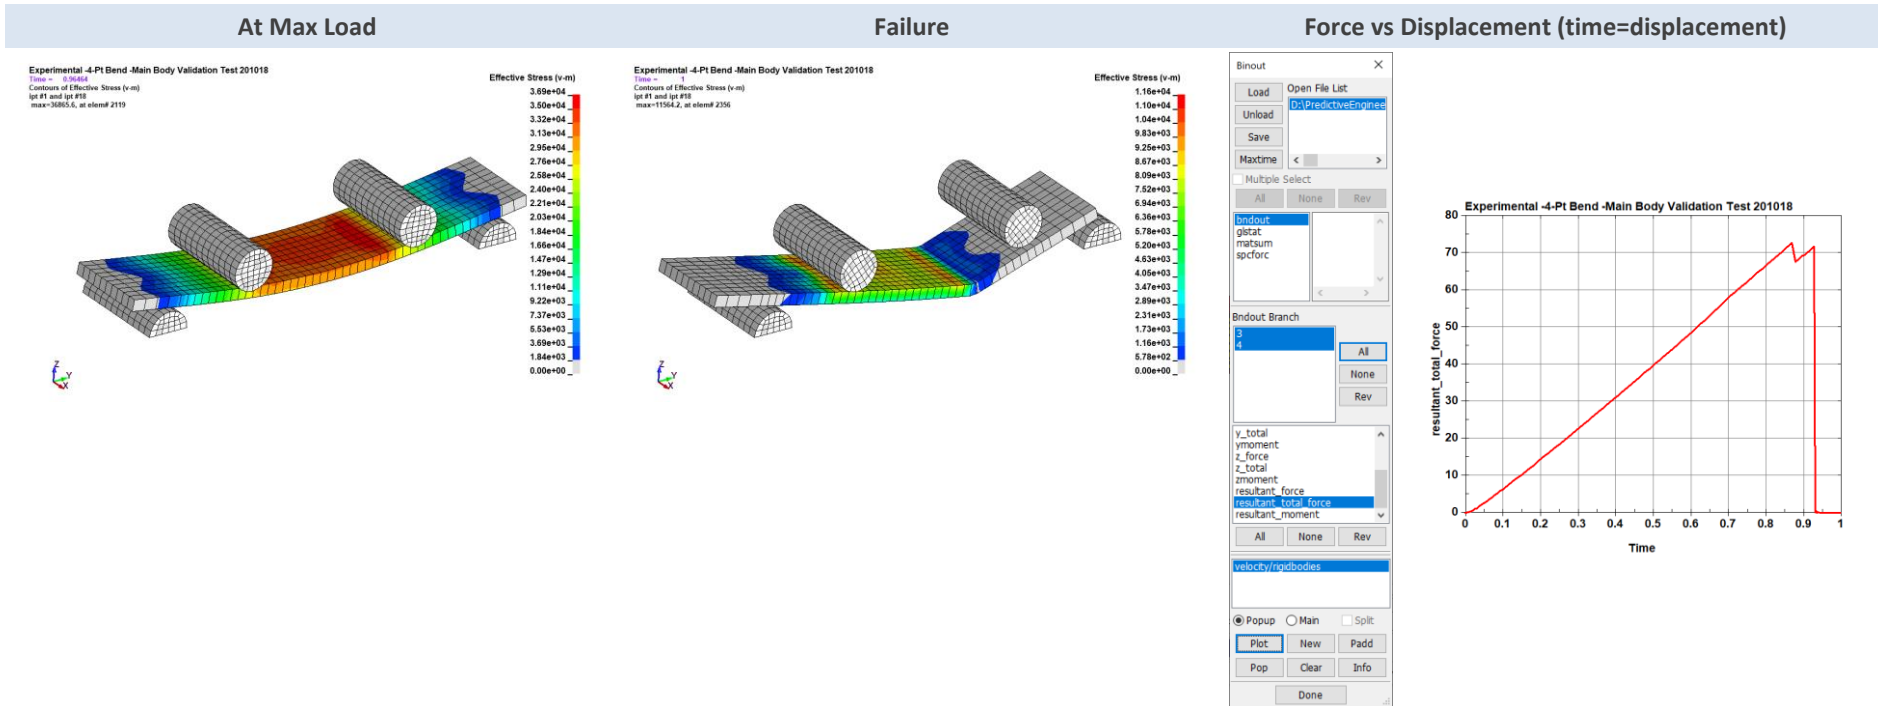 At Max Load
Failure
Force vs Displacement (time=displacement)
Experimental -4-Pt Bend -Main Body Validation Test 201018
Time = 0.96464
Contours of Effective Stress (v-m)
ipt #1 and ipt #18
max=36865.6, at elem# 2119
Effective Stress (v-m)
3.69e+04
3.50e+04
3.32e+04
3.13e+04
2.95e+04
2.76e+04
2.58e+04
2.40e+04
2.21e+04
2.03e+04
1.84e+04
1.66e+04
1.47e+04
1.29e+04
1.11e+04
9.22e+03
7.37e+03
5.53e+03
3.69e+03
1.84e+03
0.00e+00
Z
Y
X
Experimental -4-Pt Bend -Main Body Validation Test 201018
Time = 1
Contours of Effective Stress (v-m)
ipt #1 and ipt #18
max=11564.2, at elem# 2356
Effective Stress (v-m)
1.16e+04
1.10e+04
1.04e+04
9.83e+03
9.25e+03
8.67e+03
8.09e+03
7.52e+03
6.94e+03
6.36e+03
5.78e+03
5.20e+03
4.63e+03
4.05e+03
3.47e+03
2.89e+03
2.31e+03
1.73e+03
1.16e+03
5.78e+02
0.00e+00
Z
Y
X
Binout
Load
Open File List
D:\PredictiveEnginee
Unload
Save
Maxtime
Multiple Select
All None Rev
bndout
glstat
matsum
spcforc
Bndout Branch
3
4
All
None
Rev
y_total
ymoment
z_force
z_total
zmoment
resultant_force
resultant_total_force
resultant_moment
All None Rev
velocity/rigidbodies
Popup Main Split
Plot New Padd
Pop Clear Info
Done
Experimental -4-Pt Bend -Main Body Validation Test 201018
resultant_total_force
80
70
60
50
40
30
20
10
0
0 0.1 0.2 0.3 0.4 0.5 0.6 0.7 0.8 0.9 1
Time